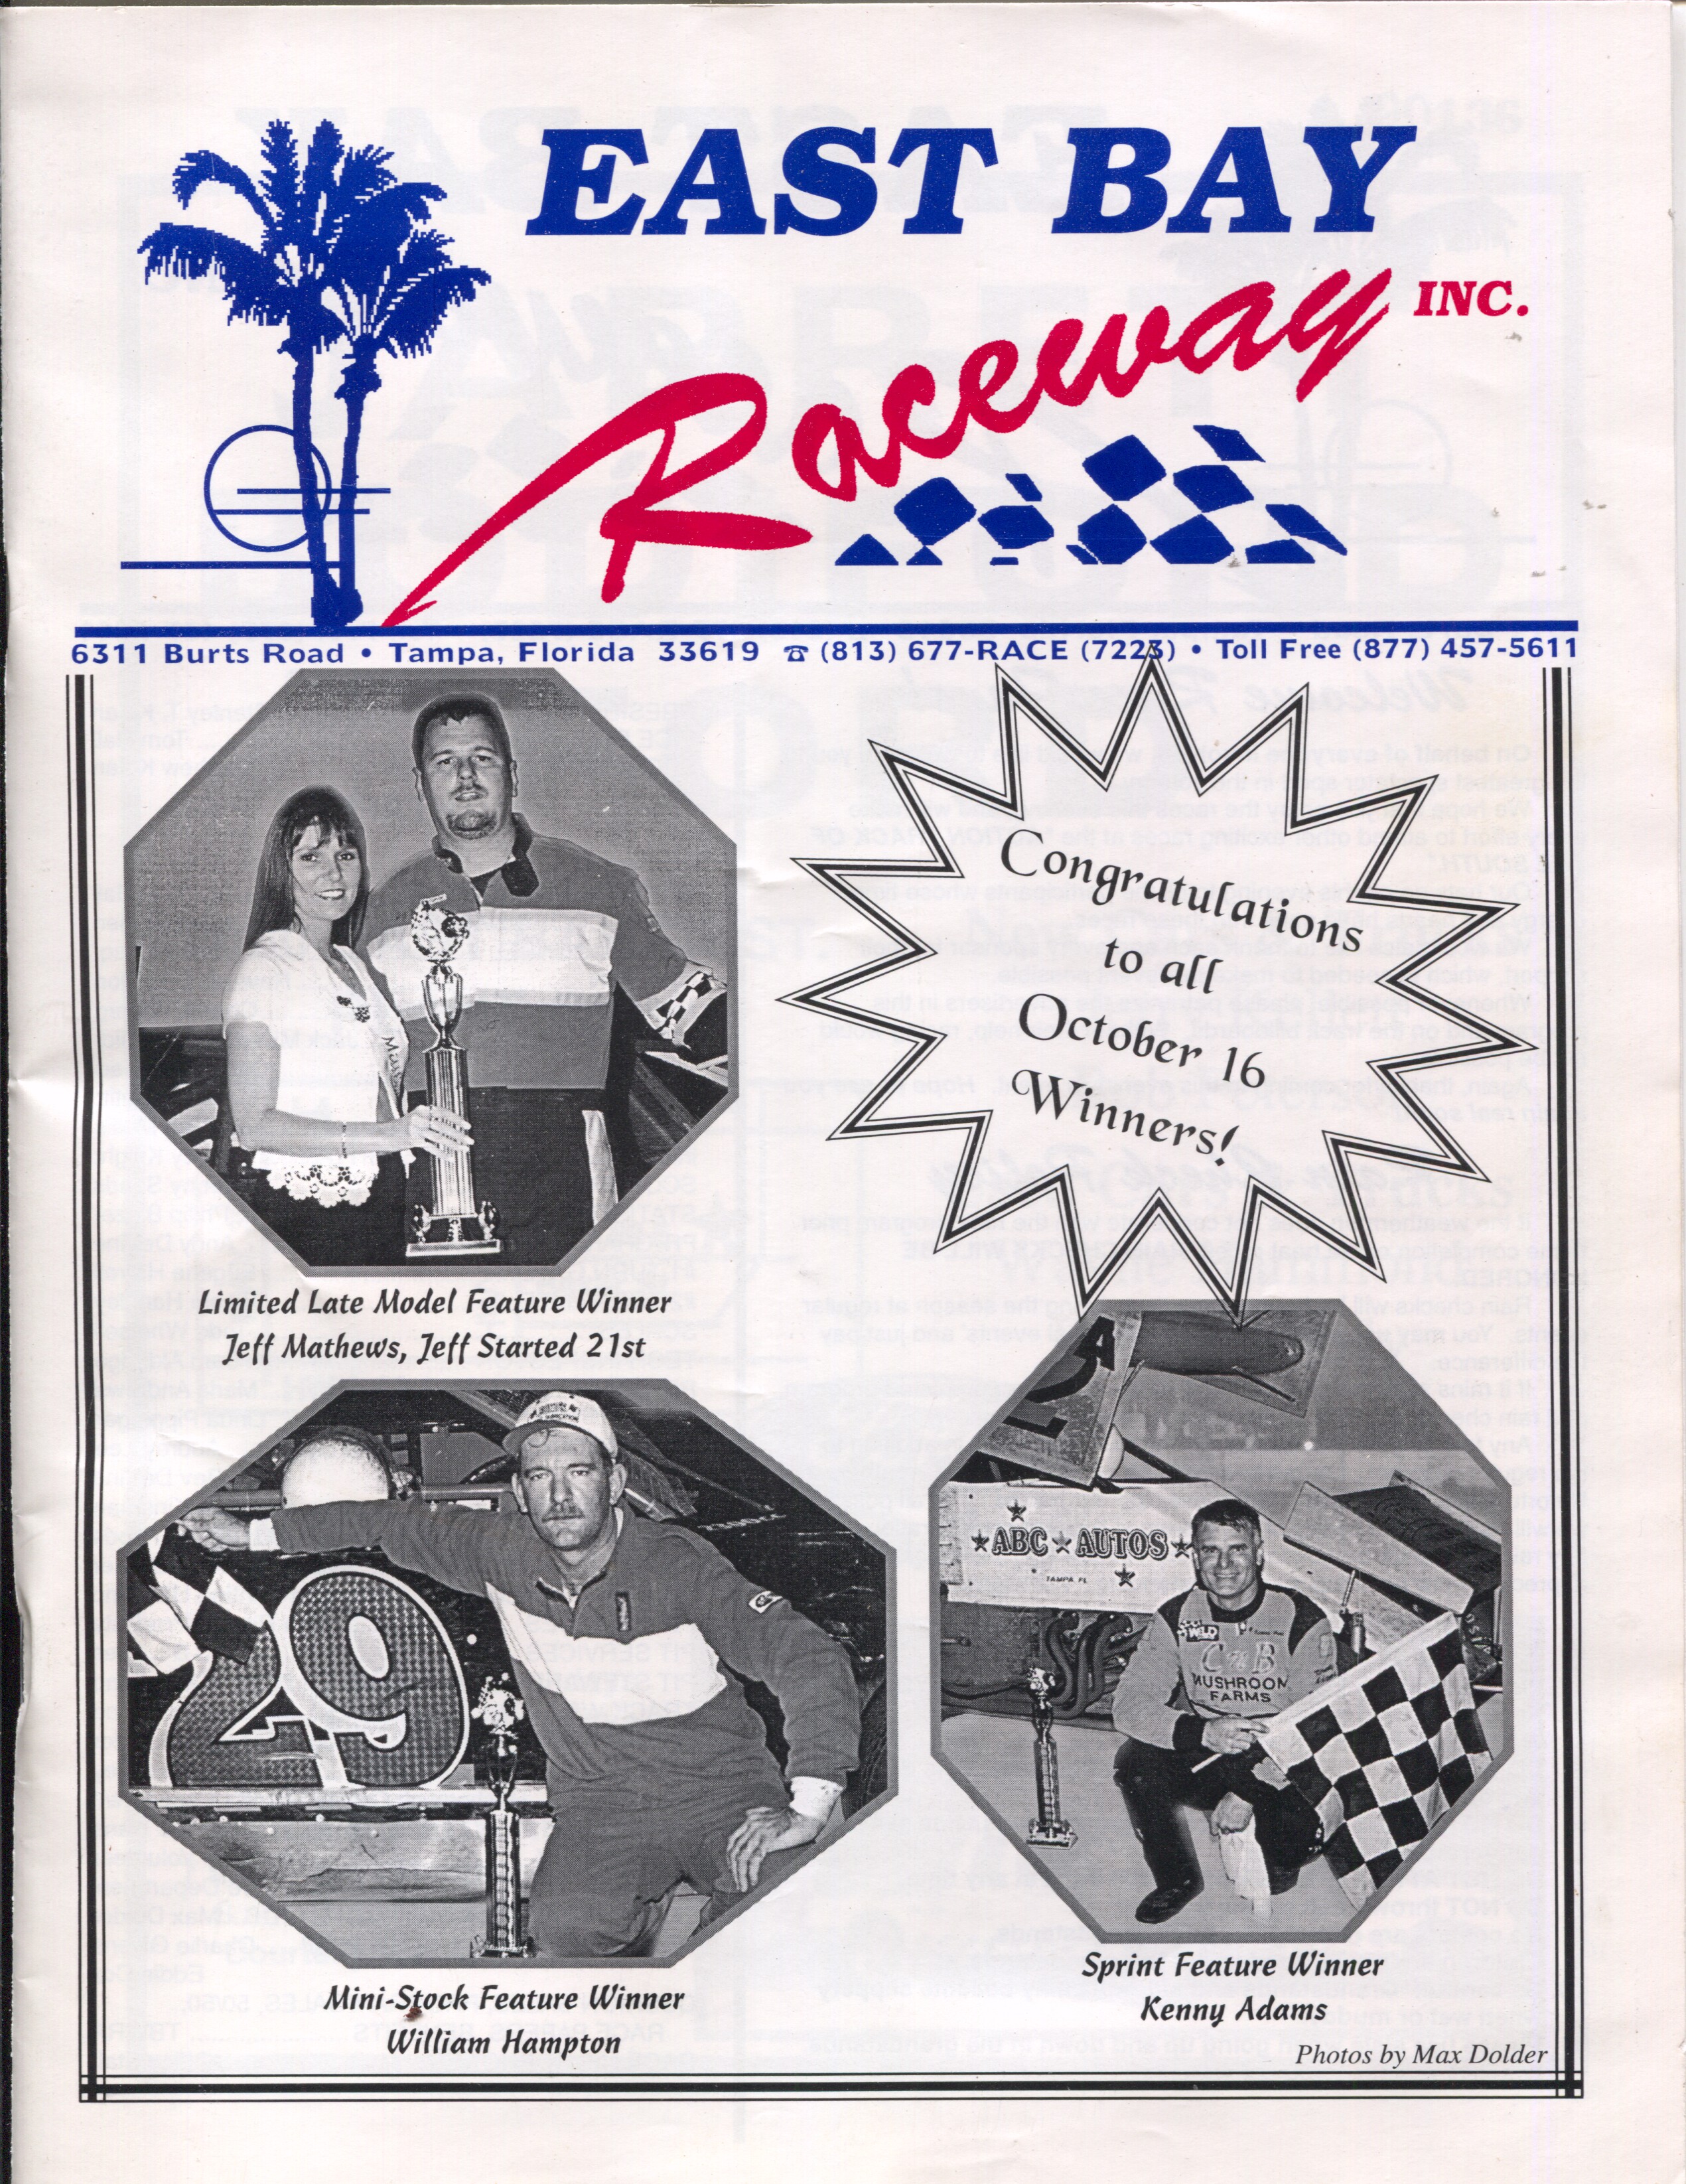 EAST BAY
Raceway INC.
6311 Burts Road • Tampa, Florida 33619 ☎ (813) 677-RACE (7223) • Toll Free (877) 457-5611
Congratulations
to all
October 16
Winners!
Limited Late Model Feature Winner
Jeff Mathews, Jeff Started 21st
29
ABC AUTOS
TAMPA FL
WELD
C & B
MUSHROOM
FARMS
Mini-Stock Feature Winner
William Hampton
Sprint Feature Winner
Kenny Adams
Photos by Max Dolder